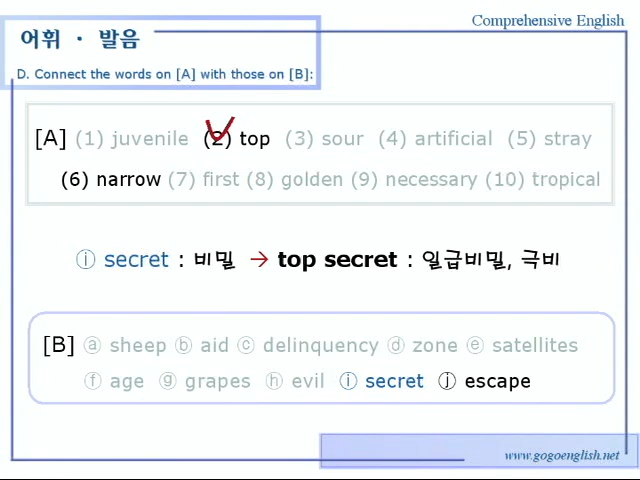 Comprehensive English
어휘 · 발음
D. Connect the words on [A] with those on [B]:
[A] (1) juvenile (2) top (3) sour (4) artificial (5) stray
(6) narrow (7) first (8) golden (9) necessary (10) tropical
ⓘ secret : 비밀 → top secret : 일급비밀, 극비
[B] ⓐ sheep ⓑ aid ⓒ delinquency ⓓ zone ⓔ satellites
ⓕ age ⓖ grapes ⓗ evil ⓘ secret ⓙ escape
www.gogoenglish.net